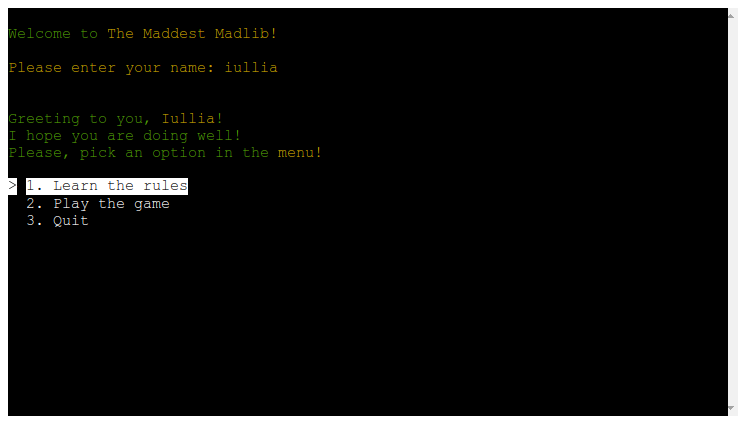 Welcome to The Maddest Madlib!
Please enter your name: iullia
Greeting to you, Iullia!
I hope you are doing well!
Please, pick an option in the menu!
> 1. Learn the rules
2. Play the game
3. Quit